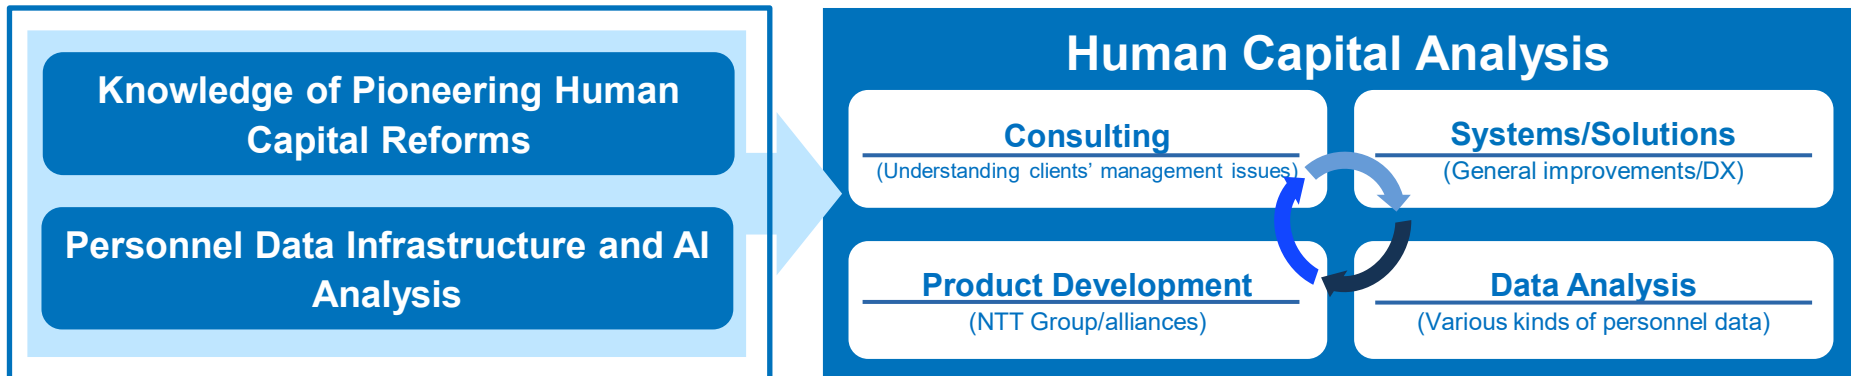 Knowledge of Pioneering Human
Capital Reforms
Personnel Data Infrastructure and AI
Analysis
Human Capital Analysis
Consulting
(Understanding clients’ management issues)
Systems/Solutions
(General improvements/DX)
Product Development
(NTT Group/alliances)
Data Analysis
(Various kinds of personnel data)